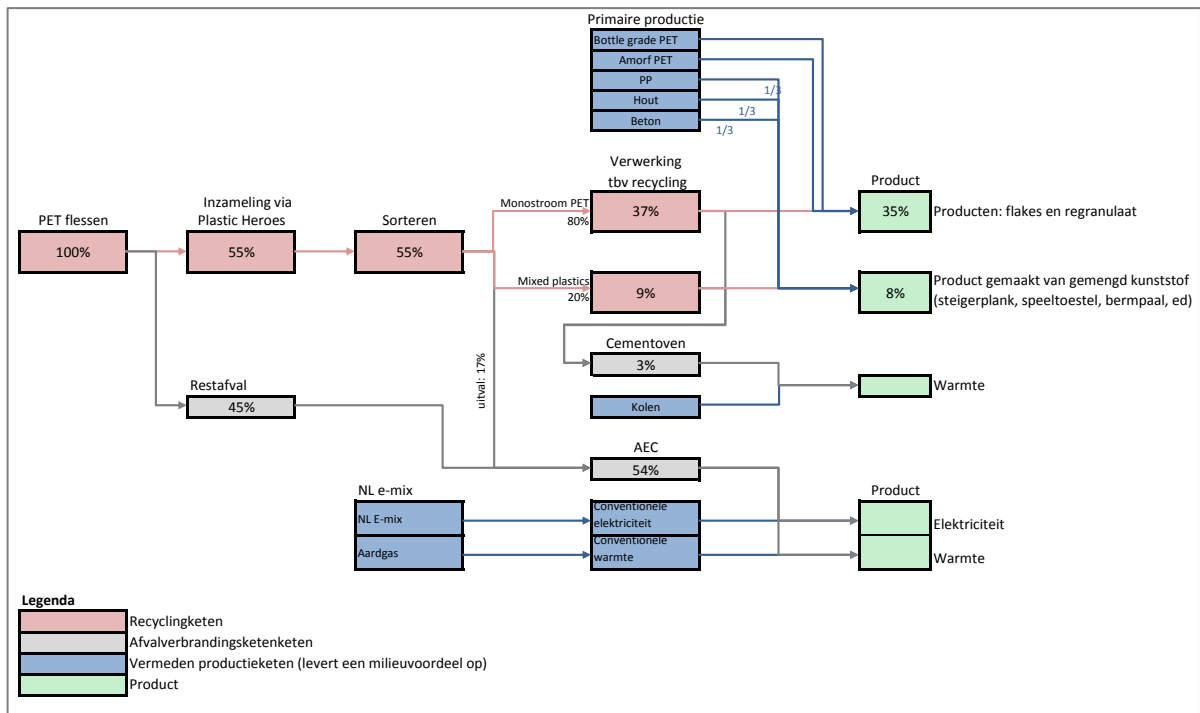 Primaire productie
Bottle grade PET
Amorf PET
PP
Hout
Beton
1/3
1/3
1/3
Verwerking
tbv recycling
Product
PET flessen
Inzameling via
Plastic Heroes
Sorteren
Monostroom PET
80%
37%
35%
Producten: flakes en regranulaat
100%
55%
55%
Mixed plastics
20%
9%
8%
Product gemaakt van gemengd kunststof
(steigerplank, speeltoestel, bermpaal, ed)
Cementoven
3%
Warmte
uitval: 17%
Restafval
45%
Kolen
AEC
54%
NL e-mix
Product
NL E-mix
Conventionele
elektriciteit
Elektriciteit
Aardgas
Conventionele
warmte
Warmte
Legenda
Recyclingketen
Afvalverbrandingsketenketen
Vermeden productieketen (levert een milieuvoordeel op)
Product